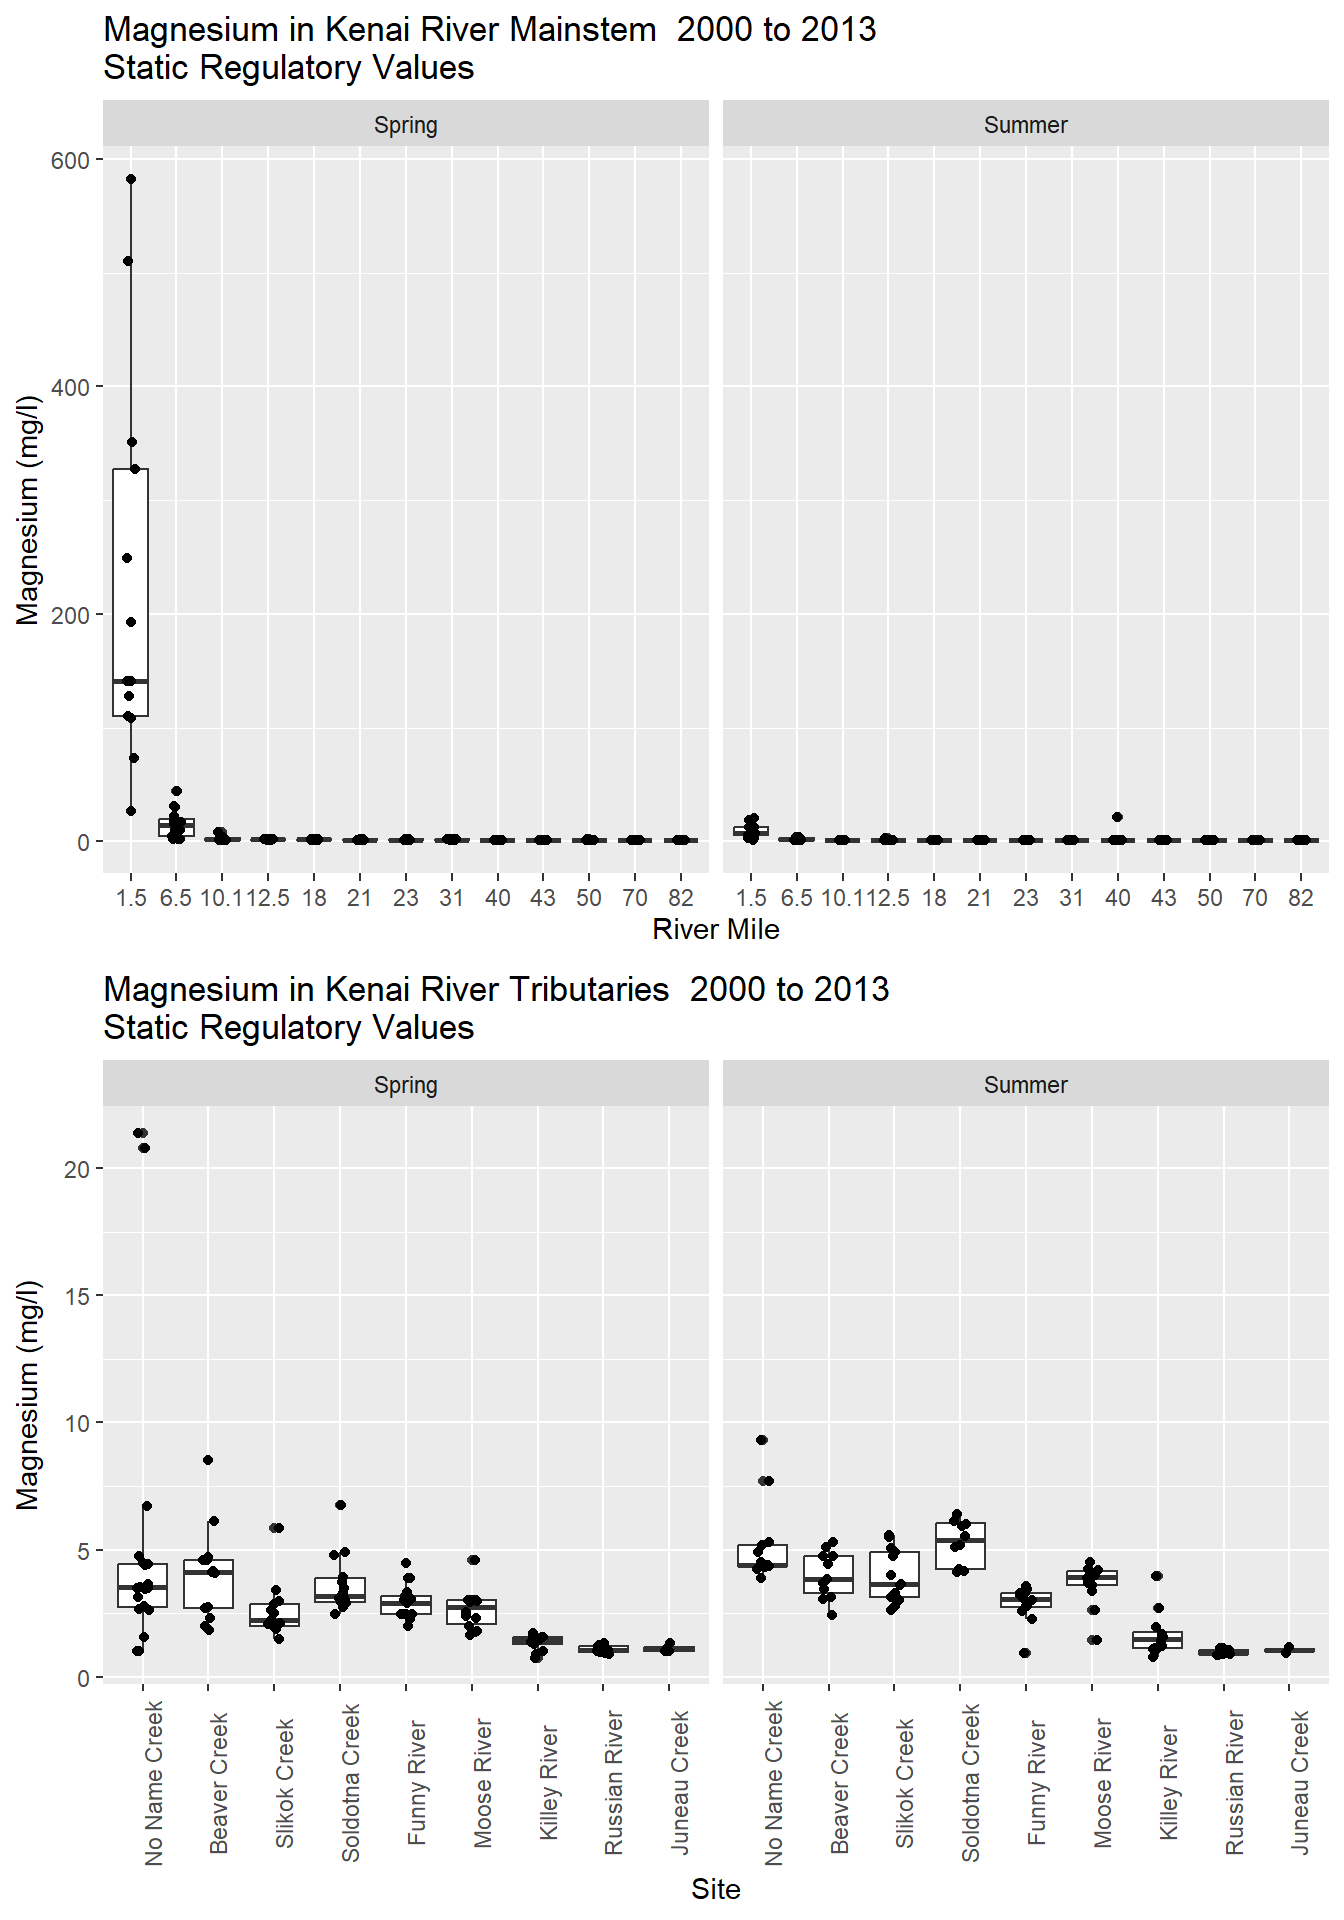 Magnesium in Kenai River Mainstem  2000 to 2013
Static Regulatory Values
Spring
Summer
Magnesium (mg/l)
600
400
200
0
1.5 6.5 10.1 12.5 18 21 23 31 40 43 50 70 82
1.5 6.5 10.1 12.5 18 21 23 31 40 43 50 70 82
River Mile
Magnesium in Kenai River Tributaries  2000 to 2013
Static Regulatory Values
Spring
Summer
Magnesium (mg/l)
20
15
10
5
0
No Name Creek
Beaver Creek
Slikok Creek
Soldotna Creek
Funny River
Moose River
Killey River
Russian River
Juneau Creek
No Name Creek
Beaver Creek
Slikok Creek
Soldotna Creek
Funny River
Moose River
Killey River
Russian River
Juneau Creek
Site